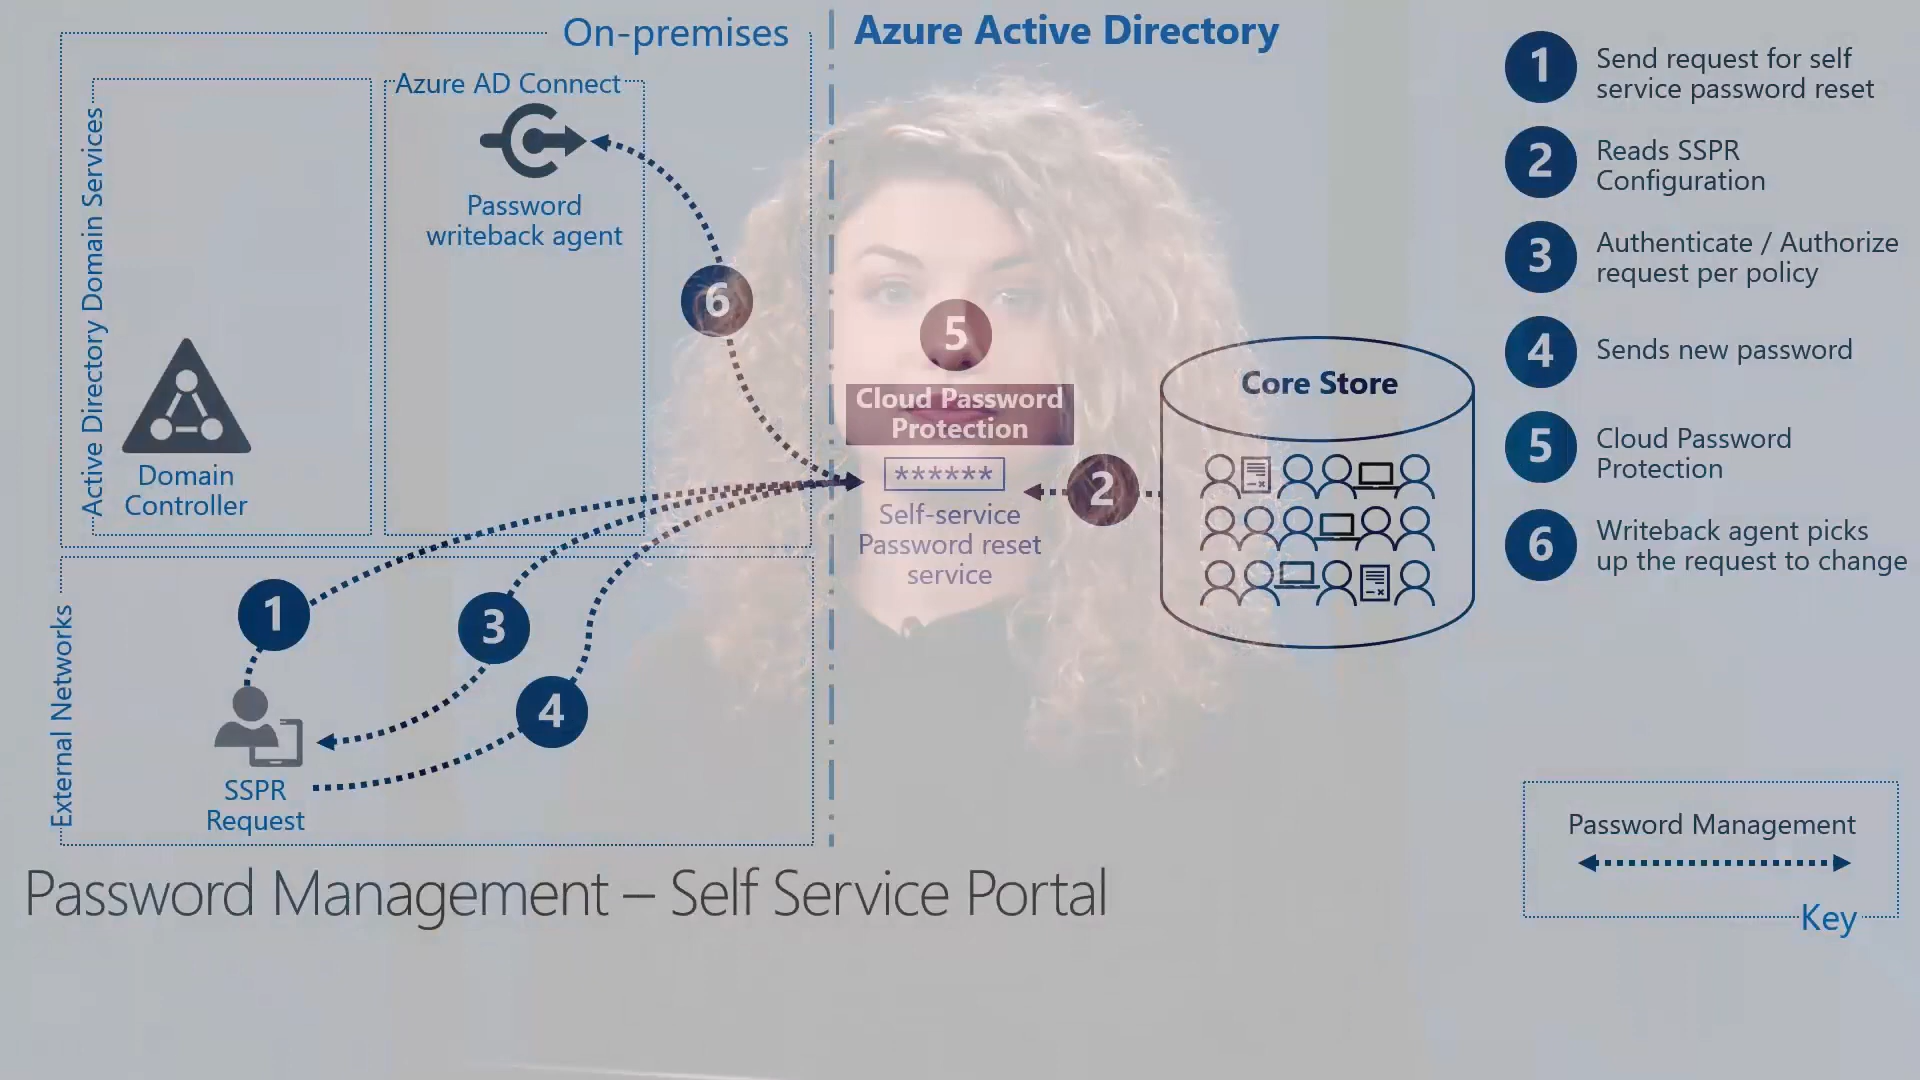 On-premises
Azure Active Directory
Azure AD Connect
Password
writeback agent
Active Directory Domain Services
Domain
Controller
6
5
Cloud Password
Protection
******
Self-service
Password reset
service
2
Core Store
1
3
4
External Networks
SSPR
Request
1
Send request for self
service password reset
2
Reads SSPR
Configuration
3
Authenticate / Authorize
request per policy
4
Sends new password
5
Cloud Password
Protection
6
Writeback agent picks
up the request to change
Password Management
Key
Password Management – Self Service Portal